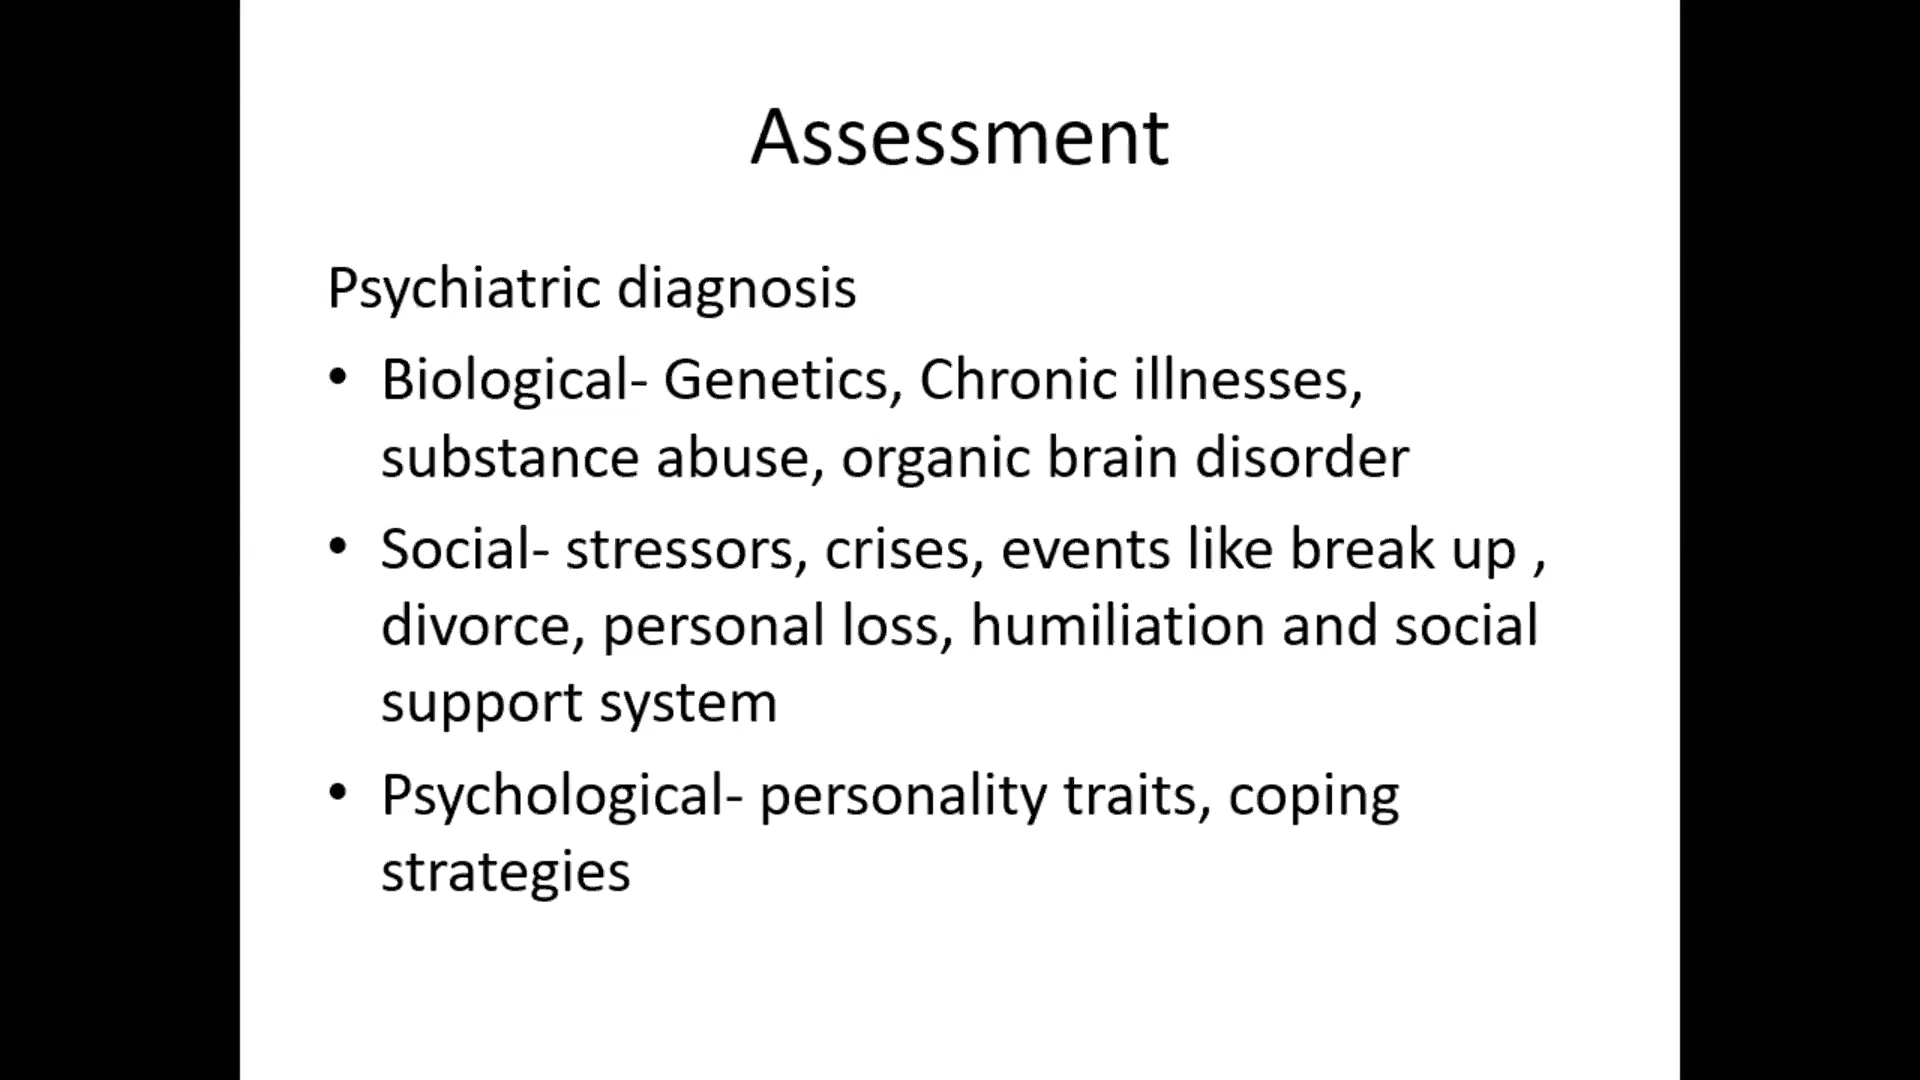 Assessment
Psychiatric diagnosis
• Biological- Genetics, Chronic illnesses,
substance abuse, organic brain disorder
• Social- stressors, crises, events like break up ,
divorce, personal loss, humiliation and social
support system
• Psychological- personality traits, coping
strategies